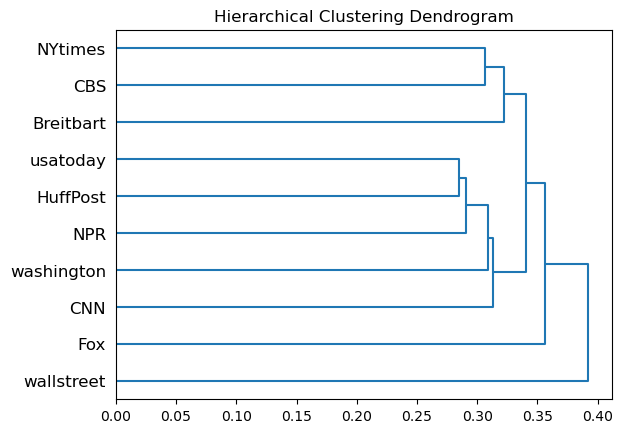 Hierarchical Clustering Dendrogram
NYtimes
CBS
Breitbart
usatoday
HuffPost
NPR
washington
CNN
Fox
wallstreet
0.00 0.05 0.10 0.15 0.20 0.25 0.30 0.35 0.40